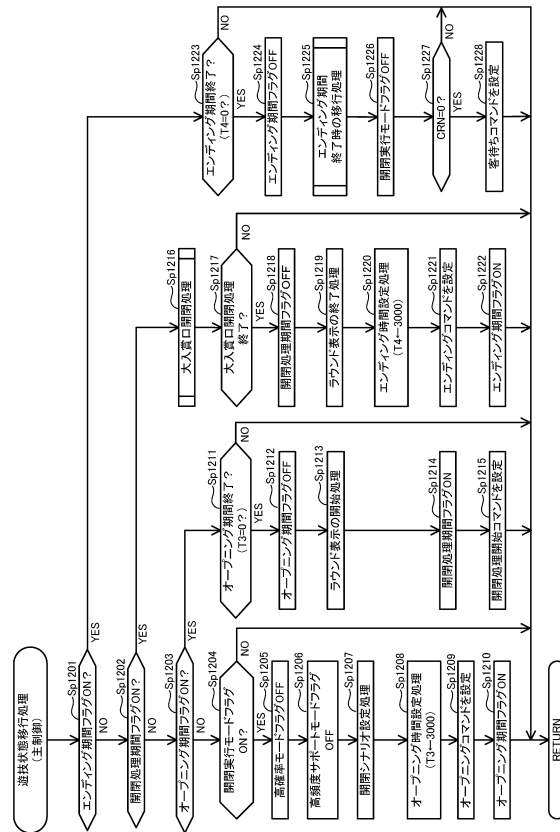 遊技状態移行処理
(主制御)
Sp1201
エンディング期間フラグON?
YES
NO
Sp1202
開閉処理期間フラグON?
YES
NO
Sp1203
オープニング期間フラグON?
YES
NO
Sp1204
開閉実行モードフラグ
ON?
NO
YES
Sp1205
高確率モードフラグOFF
Sp1206
高頻度サポートモードフラグ
OFF
Sp1207
開閉シナリオ設定処理
Sp1208
オープニング時間設定処理
(T3←3000)
Sp1209
オープニングコマンドを設定
Sp1210
オープニング期間フラグON
RETURN
Sp1211
オープニング期間終了?
(T3=0?)
NO
YES
Sp1212
オープニング期間フラグOFF
Sp1213
ラウンド表示の開始処理
Sp1214
開閉処理期間フラグON
Sp1215
開閉処理開始コマンドを設定
Sp1216
大入賞口開閉処理
Sp1217
大入賞口開閉処理
終了?
NO
YES
Sp1218
開閉処理期間フラグOFF
Sp1219
ラウンド表示の終了処理
Sp1220
エンディング時間設定処理
(T4←3000)
Sp1221
エンディングコマンドを設定
Sp1222
エンディング期間フラグON
Sp1223
エンディング期間終了?
(T4=0?)
NO
YES
Sp1224
エンディング期間フラグOFF
Sp1225
エンディング期間
終了時の移行処理
Sp1226
開閉実行モードフラグOFF
Sp1227
CRN=0?
NO
YES
Sp1228
客待ちコマンドを設定